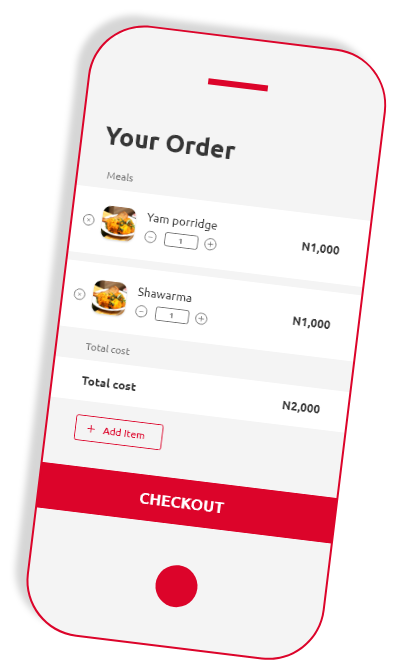 Your Order
Meals
Yam porridge
1
N1,000
Shawarma
1
N1,000
Total cost
Total cost
N2,000
+ Add Item
CHECKOUT